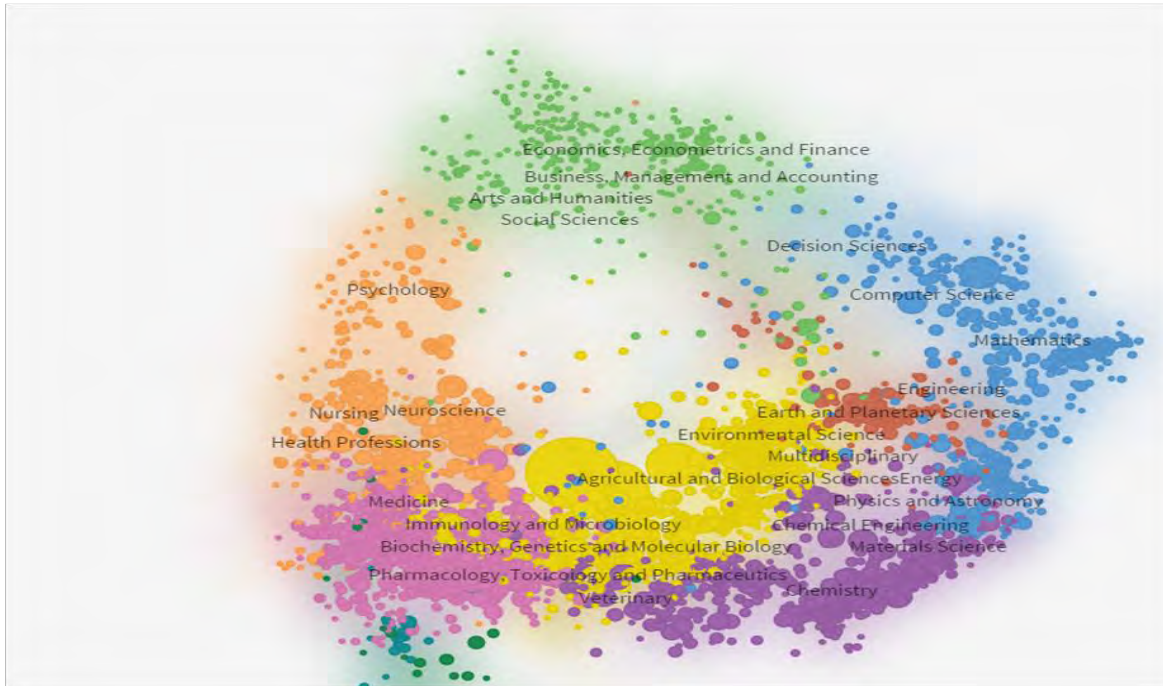 Economics, Econometrics and Finance
Business, Management and Accounting
Arts and Humanities
Social Sciences
Decision Sciences
Psychology
Computer Science
Mathematics
Engineering
Nursing
Neuroscience
Earth and Planetary Sciences
Environmental Science
Health Professions
Multidisciplinary
Agricultural and Biological Sciences
Energy
Medicine
Physics and Astronomy
Immunology and Microbiology
Chemical Engineering
Biochemistry, Genetics and Molecular Biology
Materials Science
Pharmacology, Toxicology and Pharmaceutics
Chemistry
Veterinary